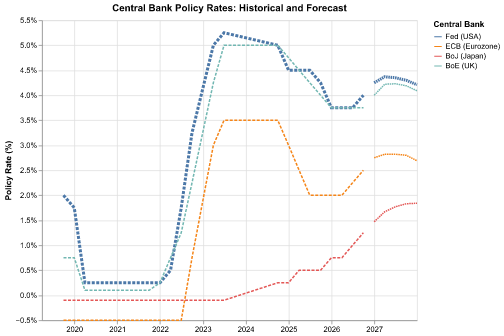 Central Bank Policy Rates: Historical and Forecast
Central Bank
Fed (USA)
ECB (Eurozone)
BoJ (Japan)
BoE (UK)
Policy Rate (%)
5.5%
5.0%
4.5%
4.0%
3.5%
3.0%
2.5%
2.0%
1.5%
1.0%
0.5%
0.0%
−0.5%
2020 2021 2022 2023 2024 2025 2026 2027